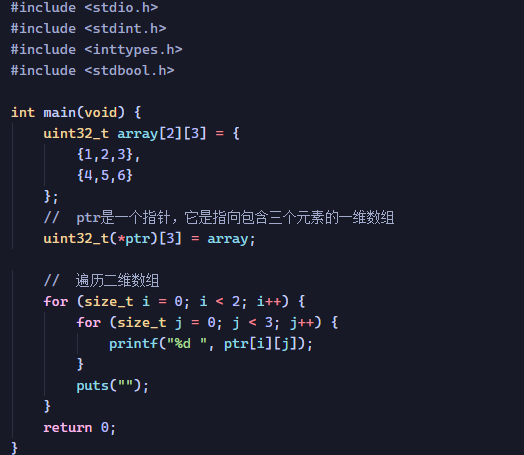 #include <stdio.h>
#include <stdint.h>
#include <inttypes.h>
#include <stdbool.h>
int main(void) {
    uint32_t array[2][3] = {
        {1,2,3},
        {4,5,6}
    };
    //  ptr是一个指针，它是指向包含三个元素的一维数组
    uint32_t(*ptr)[3] = array;
    //  遍历二维数组
    for (size_t i = 0; i < 2; i++) {
        for (size_t j = 0; j < 3; j++) {
            printf("%d ", ptr[i][j]);
        }
        puts("");
    }
    return 0;
}